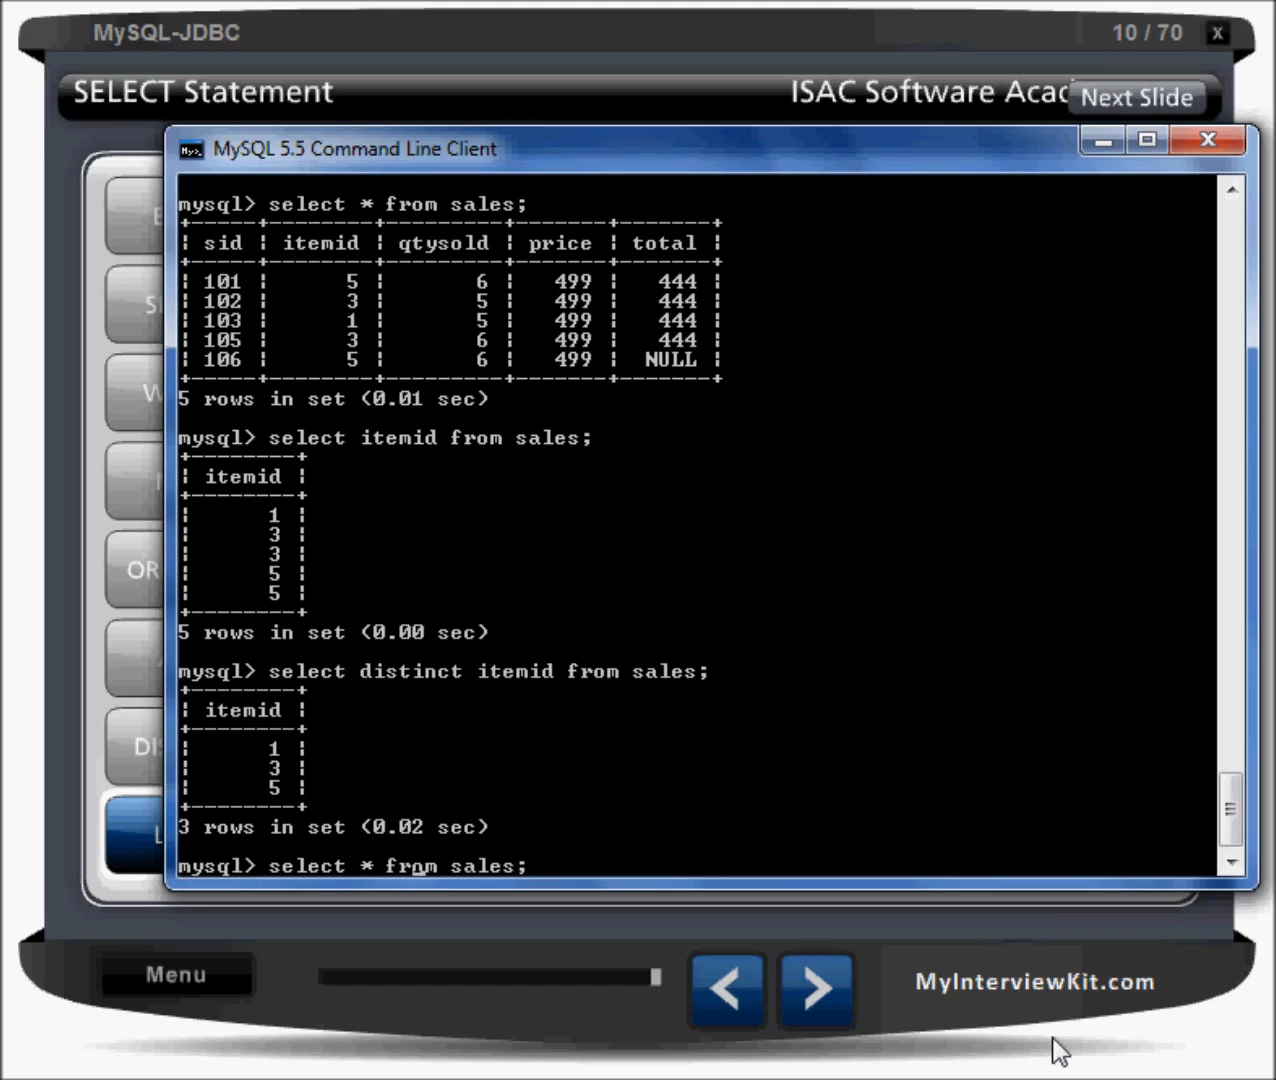 MySQL-JDBC 10 / 70 X
SELECT Statement ISAC Software Next Slide
MySQL 5.5 Command Line Client
mysql> select * from sales;
sid itemid qtysold price total
101 5 6 499 444
102 3 5 499 444
103 1 5 499 444
105 3 6 499 444
106 5 6 499 NULL
5 rows in set (0.01 sec)
mysql> select itemid from sales;
itemid
1
3
3
5
5
5 rows in set (0.00 sec)
mysql> select distinct itemid from sales;
itemid
1
3
5
3 rows in set (0.02 sec)
mysql> select * from sales;
OR
Menu
MyInterviewKit.com